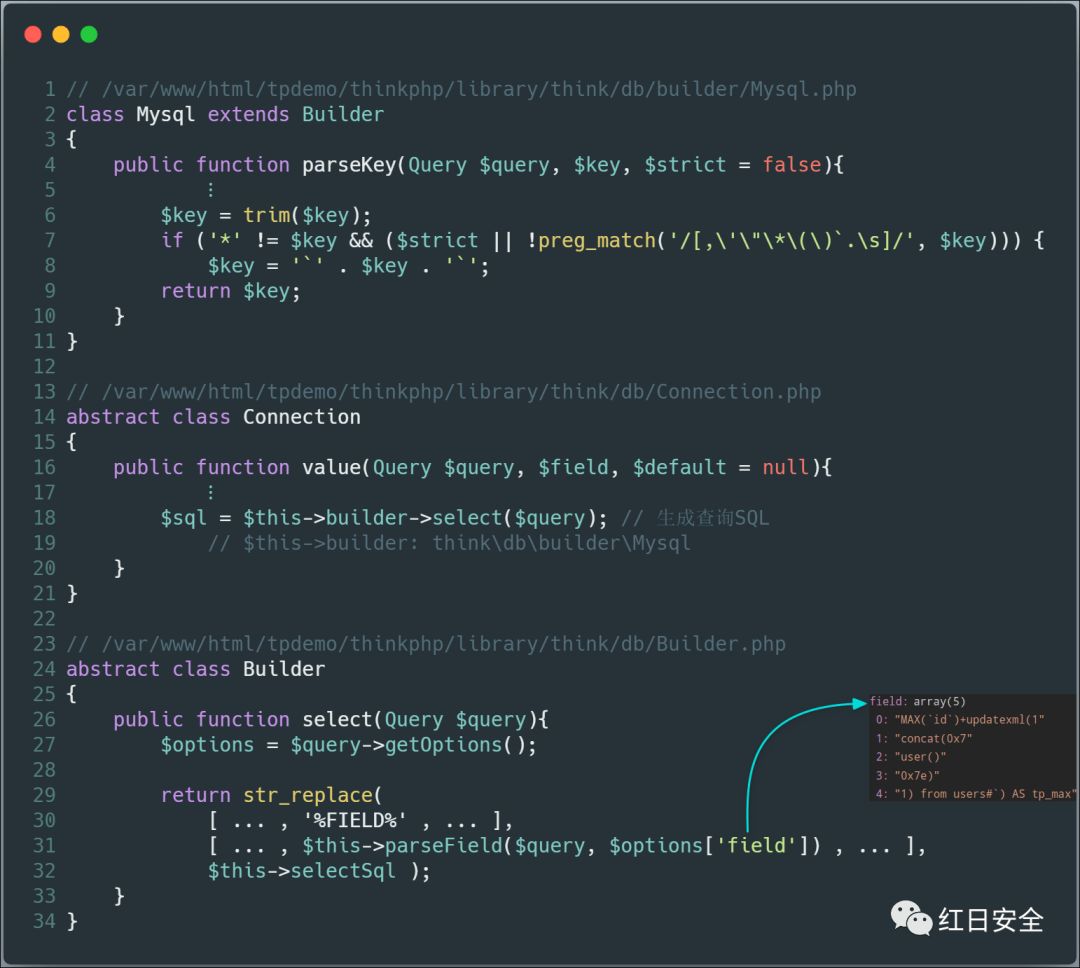 1 // /var/www/html/tpdemo/thinkphp/library/think/db/builder/Mysql.php
2 class Mysql extends Builder
3 {
4     public function parseKey(Query $query, $key, $strict = false){
5             ⋮
6         $key = trim($key);
7         if ('*' != $key && ($strict || !preg_match('/[,\'\"\*\(\)`.\s]/', $key))) {
8             $key = '`' . $key . '`';
9         return $key;
10     }
11 }
12
13 // /var/www/html/tpdemo/thinkphp/library/think/db/Connection.php
14 abstract class Connection
15 {
16     public function value(Query $query, $field, $default = null){
17             ⋮
18         $sql = $this->builder->select($query); // 生成查询SQL
19             // $this->builder: think\db\builder\Mysql
20     }
21 }
22
23 // /var/www/html/tpdemo/thinkphp/library/think/db/Builder.php
24 abstract class Builder
25 {
26     public function select(Query $query){
27         $options = $query->getOptions();
28
29         return str_replace(
30             [ ... , '%FIELD%' , ... ],
31             [ ... , $this->parseField($query, $options['field']) , ... ],
32             $this->selectSql );
33     }
34 }
field: array(5)
0: "MAX(`id`)+updatexml(1"
1: "concat(0x7"
2: "user()"
3: "0x7e)"
4: "1) from users#`) AS tp_max"
红日安全